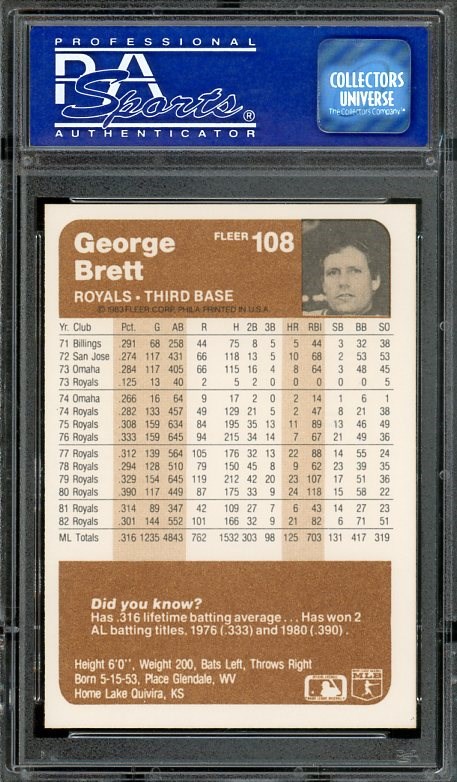 PROFESSIONAL
PSA
Sports®
AUTHENTICATOR
COLLECTORS
UNIVERSE
The Collectors Company™
George FLEER 108
Brett
ROYALS • THIRD BASE
© 1983 FLEER CORP. PHILA. PRINTED IN U.S.A.
Yr. Club Pct. G AB R H 2B 3B HR RBI SB BB SO
71 Billings .291 68 258 44 75 8 5 5 44 3 32 38
72 San Jose .274 117 431 66 118 13 5 10 68 2 53 53
73 Omaha .284 117 405 66 115 16 4 8 64 3 48 45
73 Royals .125 13 40 2 5 2 0 0 0 0 0 5
74 Omaha .266 16 64 9 17 2 0 2 14 1 6 1
74 Royals .282 133 457 49 129 21 5 2 47 8 21 38
75 Royals .308 159 634 84 195 35 13 11 89 13 46 49
76 Royals .333 159 645 94 215 34 14 7 67 21 49 36
77 Royals .312 139 564 105 176 32 13 22 88 14 55 24
78 Royals .294 128 510 79 150 45 8 9 62 23 39 35
79 Royals .329 154 645 119 212 42 20 23 107 17 51 36
80 Royals .390 117 449 87 175 33 9 24 118 15 58 22
81 Royals .314 89 347 42 109 27 7 6 43 14 27 23
82 Royals .301 144 552 101 166 32 9 21 82 6 71 51
ML Totals .316 1235 4843 762 1532 303 98 125 703 131 417 319
Did you know?
Has .316 lifetime batting average . . . Has won 2
AL batting titles. 1976 (.333) and 1980 (.390) .
Height 6'0'', Weight 200, Bats Left, Throws Right
Born 5-15-53, Place Glendale, WV
Home Lake Quivira, KS
MLB